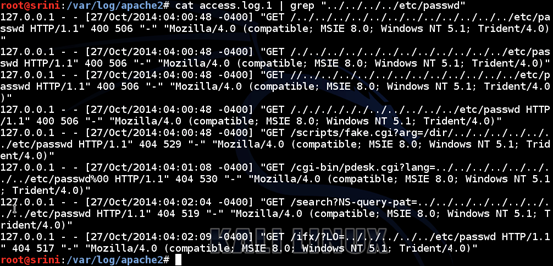 root@srini:/var/log/apache2# cat access.log.1 | grep "../../../../etc/passwd"
127.0.0.1 - - [27/Oct/2014:04:00:48 -0400] "GET /../../../../../../../../../../etc/pa
sswd HTTP/1.1" 400 506 "-" "Mozilla/4.0 (compatible; MSIE 8.0; Windows NT 5.1; Trident/4.0)"
127.0.0.1 - - [27/Oct/2014:04:00:48 -0400] "GET /../../../../../../../../../../etc/pa
sswd HTTP/1.1" 400 506 "-" "Mozilla/4.0 (compatible; MSIE 8.0; Windows NT 5.1; Trident/4.0)"
127.0.0.1 - - [27/Oct/2014:04:00:48 -0400] "GET //../../../../../../../../../../etc/pa
sswd HTTP/1.1" 400 506 "-" "Mozilla/4.0 (compatible; MSIE 8.0; Windows NT 5.1; Trident/4.0
)"
127.0.0.1 - - [27/Oct/2014:04:00:48 -0400] "GET /./././././../../../../../etc/passwd HTT
P/1.1" 400 506 "-" "Mozilla/4.0 (compatible; MSIE 8.0; Windows NT 5.1; Trident/4.0)"
127.0.0.1 - - [27/Oct/2014:04:00:48 -0400] "GET /scripts/fake.cgi?arg=/dir/../../../../../
./etc/passwd HTTP/1.1" 404 529 "-" "Mozilla/4.0 (compatible; MSIE 8.0; Windows NT 5.1; Trident/4.0)"
127.0.0.1 - - [27/Oct/2014:04:01:08 -0400] "GET /cgi-bin/pdesk.cgi?lang=../../../../../../
./../etc/passwd%00 HTTP/1.1" 404 530 "-" "Mozilla/4.0 (compatible; MSIE 8.0; Windows NT 5.1;
Trident/4.0)"
127.0.0.1 - - [27/Oct/2014:04:02:04 -0400] "GET /search?NS-query-pat=../../../../../../../
../../etc/passwd HTTP/1.1" 404 519 "-" "Mozilla/4.0 (compatible; MSIE 8.0; Windows NT 5.1; T
rident/4.0)"
127.0.0.1 - - [27/Oct/2014:04:02:09 -0400] "GET /ifx/?LO=../../../../../etc/passwd HTTP/1.1
" 404 517 "-" "Mozilla/4.0 (compatible; MSIE 8.0; Windows NT 5.1; Trident/4.0)"
root@srini:/var/log/apache2#
KALI LINUX